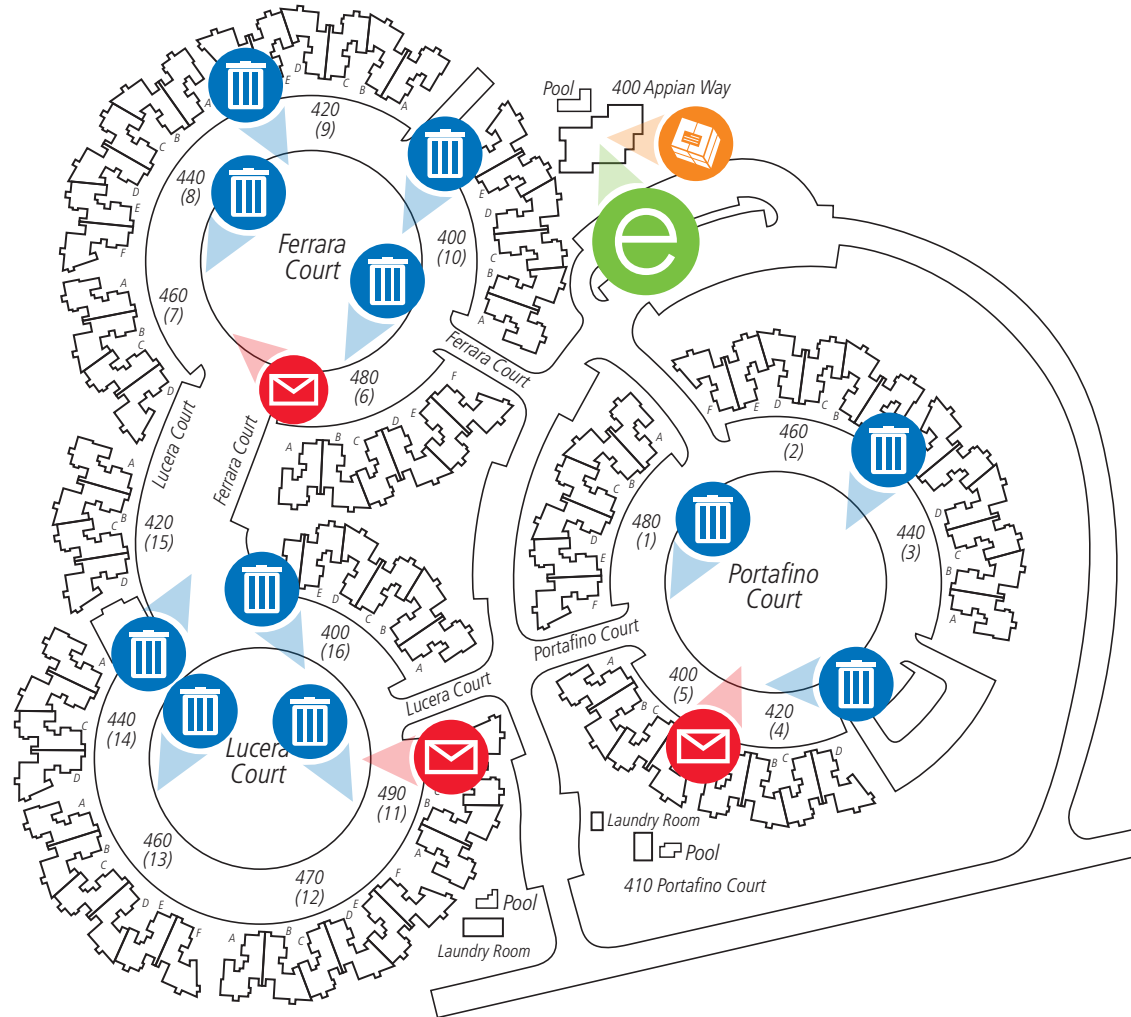 Pool
400 Appian Way
E
D
C
B
A
420
(9)
A
B
C
D
E
F
440
(8)
E
D
C
B
A
400
(10)
Ferrara
Court
A
B
C
D
460
(7)
480
(6)
Ferrara Court
F
E
D
C
B
A
Lucera Court
Ferrara Court
e
A
B
C
D
420
(15)
E
D
C
B
A
400
(16)
F
E
D
C
B
460
(2)
A
B
C
D
F
480
(1)
D
C
B
A
440
(3)
Portafino
Court
Portafino Court
Lucera Court
B
C
400
(5)
420
(4)
B
C
D
A
C
D
440
(14)
Lucera
Court
C
B
A
490
(11)
A
B
C
D
E
F
460
(13)
470
(12)
A
B
C
D
E
F
Laundry Room
Pool
410 Portafino Court
Pool
Laundry Room